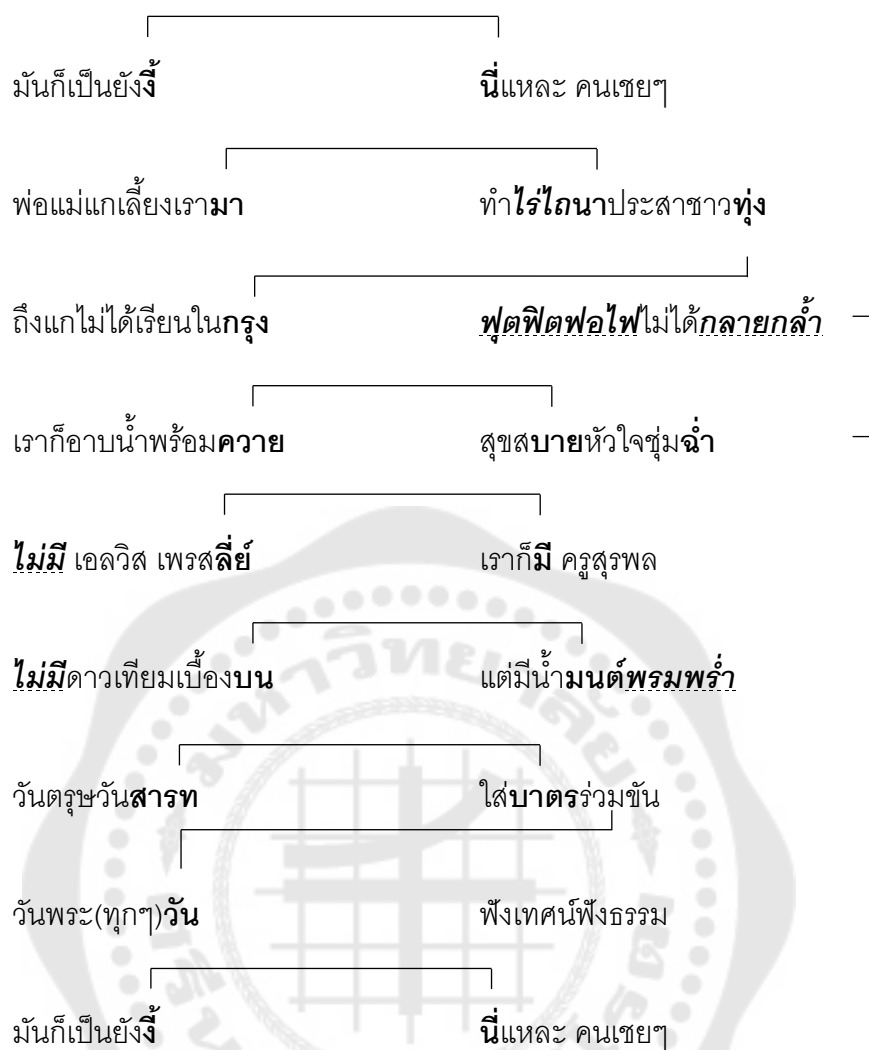 มันก็เป็นยังงี้ นี่แหละ คนเชยๆ
พ่อแม่แกเลี้ยงเรามา ทำไร่ไถนาประสาชาวทุ่ง
ถึงแกไม่ได้เรียนในกรุง ฟุตฟิตฟอไฟไม่ได้กลายกล้ำ
เราก็อาบน้ำพร้อมควาย สุขสบายหัวใจชุ่มฉ่ำ
ไม่มี เอลวิส เพรสลี่ย์ เราก็มี ครูสุรพล
ไม่มีดาวเทียมเบื้องบน แต่มีน้ำมนต์พรมพร่ำ
วันตรุษวันสารท ใส่บาตรร่วมขัน
วันพระ(ทุกๆ)วัน ฟังเทศน์ฟังธรรม
มันก็เป็นยังงี้ นี่แหละ คนเชยๆ